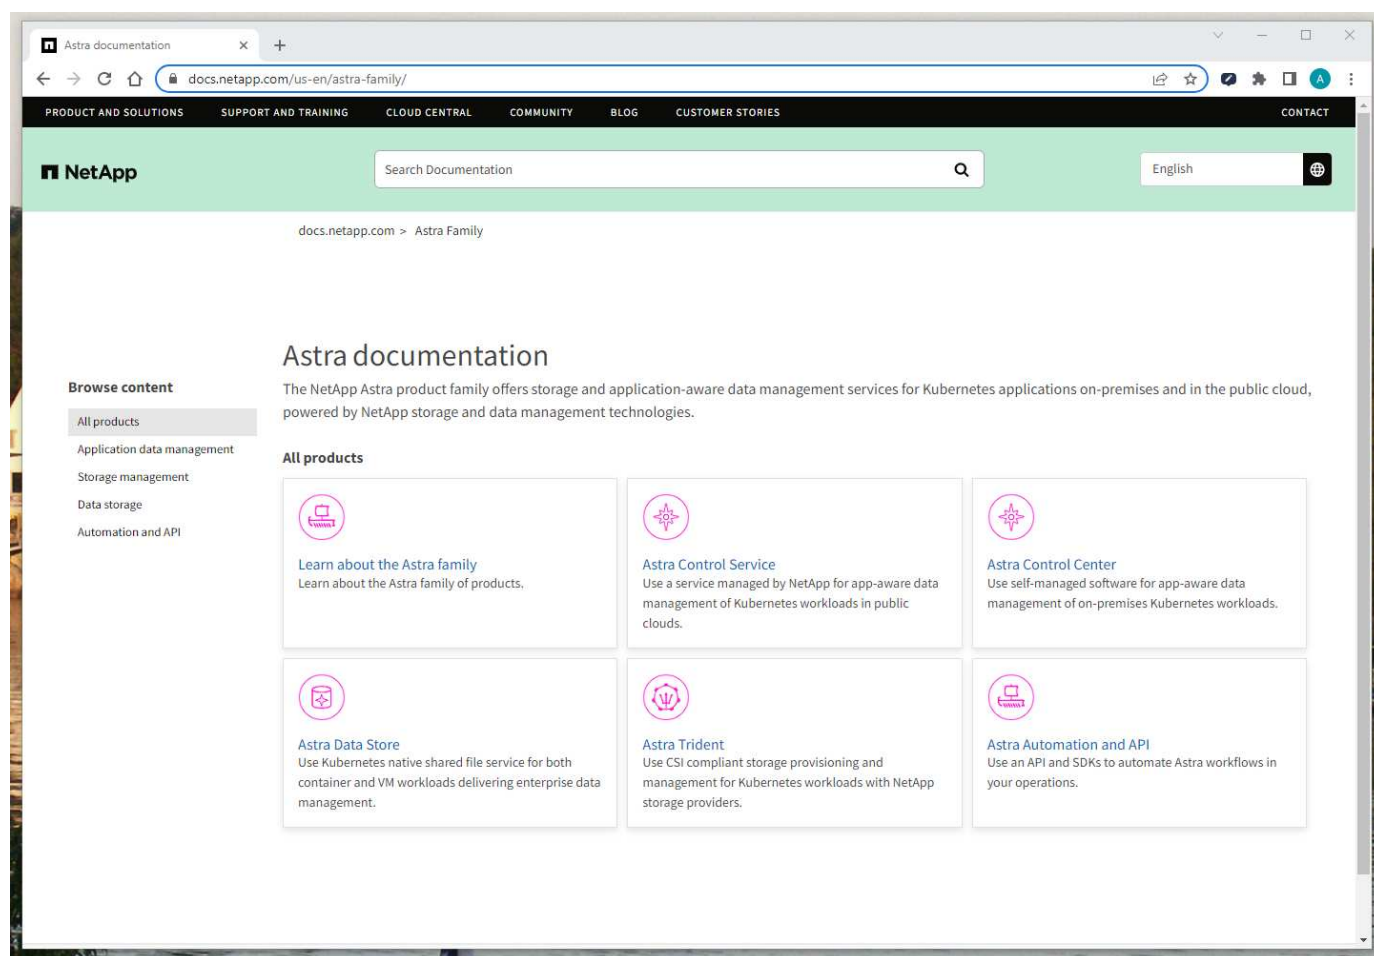 Astra documentation
docs.netapp.com/us-en/astra-family/
A
PRODUCT AND SOLUTIONS SUPPORT AND TRAINING CLOUD CENTRAL COMMUNITY BLOG CUSTOMER STORIES CONTACT
NetApp
Search Documentation
English
docs.netapp.com > Astra Family
Astra documentation
The NetApp Astra product family offers storage and application-aware data management services for Kubernetes applications on-premises and in the public cloud,
powered by NetApp storage and data management technologies.
Browse content
All products
Application data management
Storage management
Data storage
Automation and API
All products
Learn about the Astra family
Learn about the Astra family of products.
Astra Control Service
Use a service managed by NetApp for app-aware data
management of Kubernetes workloads in public
clouds.
Astra Control Center
Use self-managed software for app-aware data
management of on-premises Kubernetes workloads.
Astra Data Store
Use Kubernetes native shared file service for both
container and VM workloads delivering enterprise data
management.
Astra Trident
Use CSI compliant storage provisioning and
management for Kubernetes workloads with NetApp
storage providers.
Astra Automation and API
Use an API and SDKs to automate Astra workflows in
your operations.